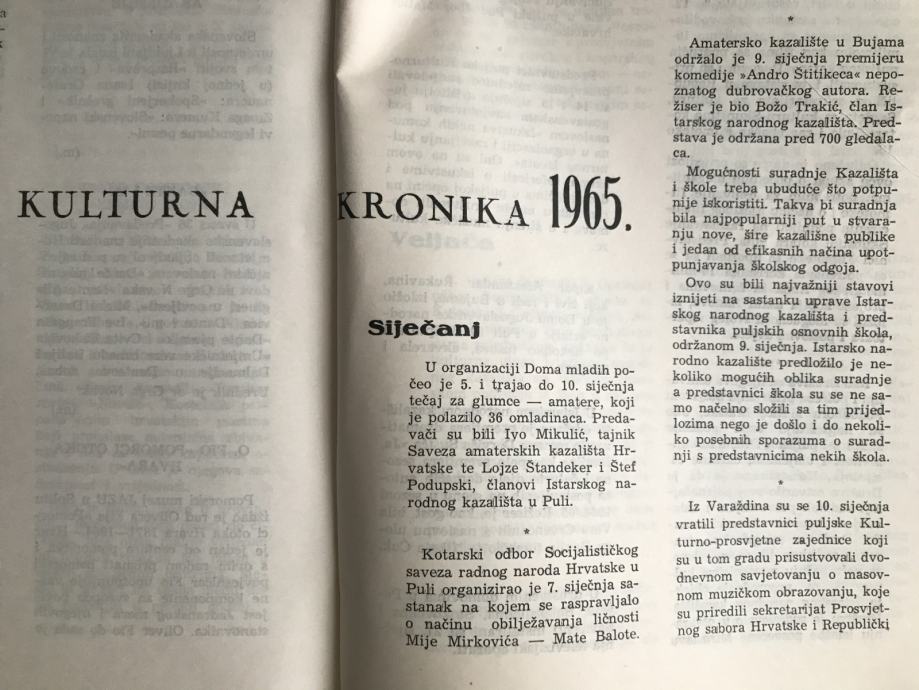 KULTURNA KRONIKA 1965.
Siječanj
U organizaciji Doma mladih po-
čeo je 5. i trajao do 10. siječnja
tečaj za glumce — amatere, koji
je polazilo 36 omladinaca. Preda-
vači su bili Ivo Mikulić, tajnik
Saveza amaterskih kazališta Hr-
vatske te Lojze Štandeker i Štef
Podupski, članovi Istarskog na-
rodnog kazališta u Puli.
*
Kotarski odbor Socijalističkog
saveza radnog naroda Hrvatske u
Puli organizirao je 7. siječnja sa-
stanak na kojem se raspravljalo
o načinu obilježavanja ličnosti
Mije Mirkovića — Mate Balote.
*
Amatersko kazalište u Bujama
održalo je 9. siječnja premijeru
komedije »Andro Štitikeca« nepo-
znatog dubrovačkog autora. Re-
žiser je bio Božo Trakić, član Is-
tarskog narodnog kazališta. Pred-
stava je održana pred 700 gledala-
ca.
Mogućnosti suradnje Kazališta
i škole treba ubuduće što potpu-
nije iskoristiti. Takva bi suradnja
bila najpopularniji put u stvara-
nju nove, šire kazališne publike
i jedan od efikasnih načina upot-
punjavanja školskog odgoja.
Ovo su bili najvažniji stavovi
iznijeti na sastanku uprave Istar-
skog narodnog kazališta i pred-
stavnika puljskih osnovnih škola,
održanom 9. siječnja. Istarsko na-
rodno kazalište predložilo je ne-
koliko mogućih oblika suradnje
a predstavnici škola su se ne sa-
mo načelno složili sa tim prijed-
lozima nego je došlo i do nekoli-
ko posebnih sporazuma o surad-
nji s predstavnicima nekih škola.
*
Iz Varaždina su se 10. siječnja
vratili predstavnici puljske Kul-
turno-prosvjetne zajednice koji
su u tom gradu prisustvovali dvo-
dnevnom savjetovanju o masov-
nom muzičkom obrazovanju, koje
su priredili sekretarijat Prosvjet-
nog sabora Hrvatske i Republički